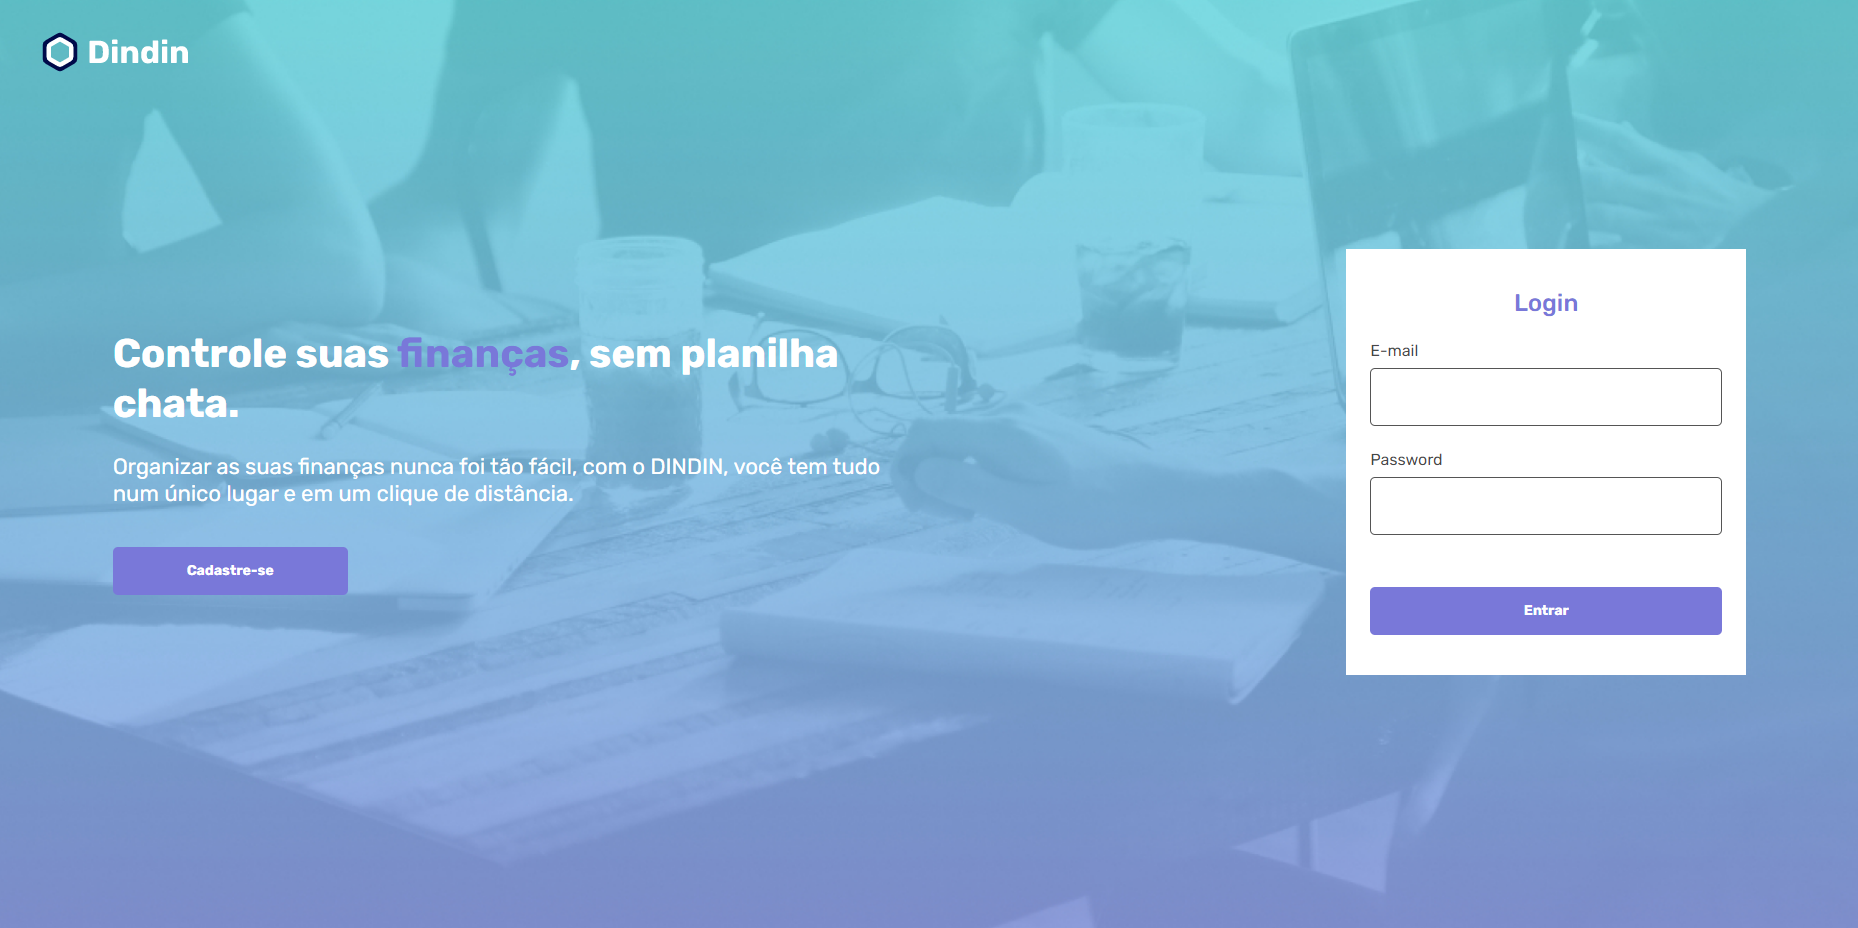 Dindin
Controle suas finanças, sem planilha
chata.
Organizar as suas finanças nunca foi tão fácil, com o DINDIN, você tem tudo
num único lugar e em um clique de distância.
Cadastre-se
Login
E-mail
Password
Entrar